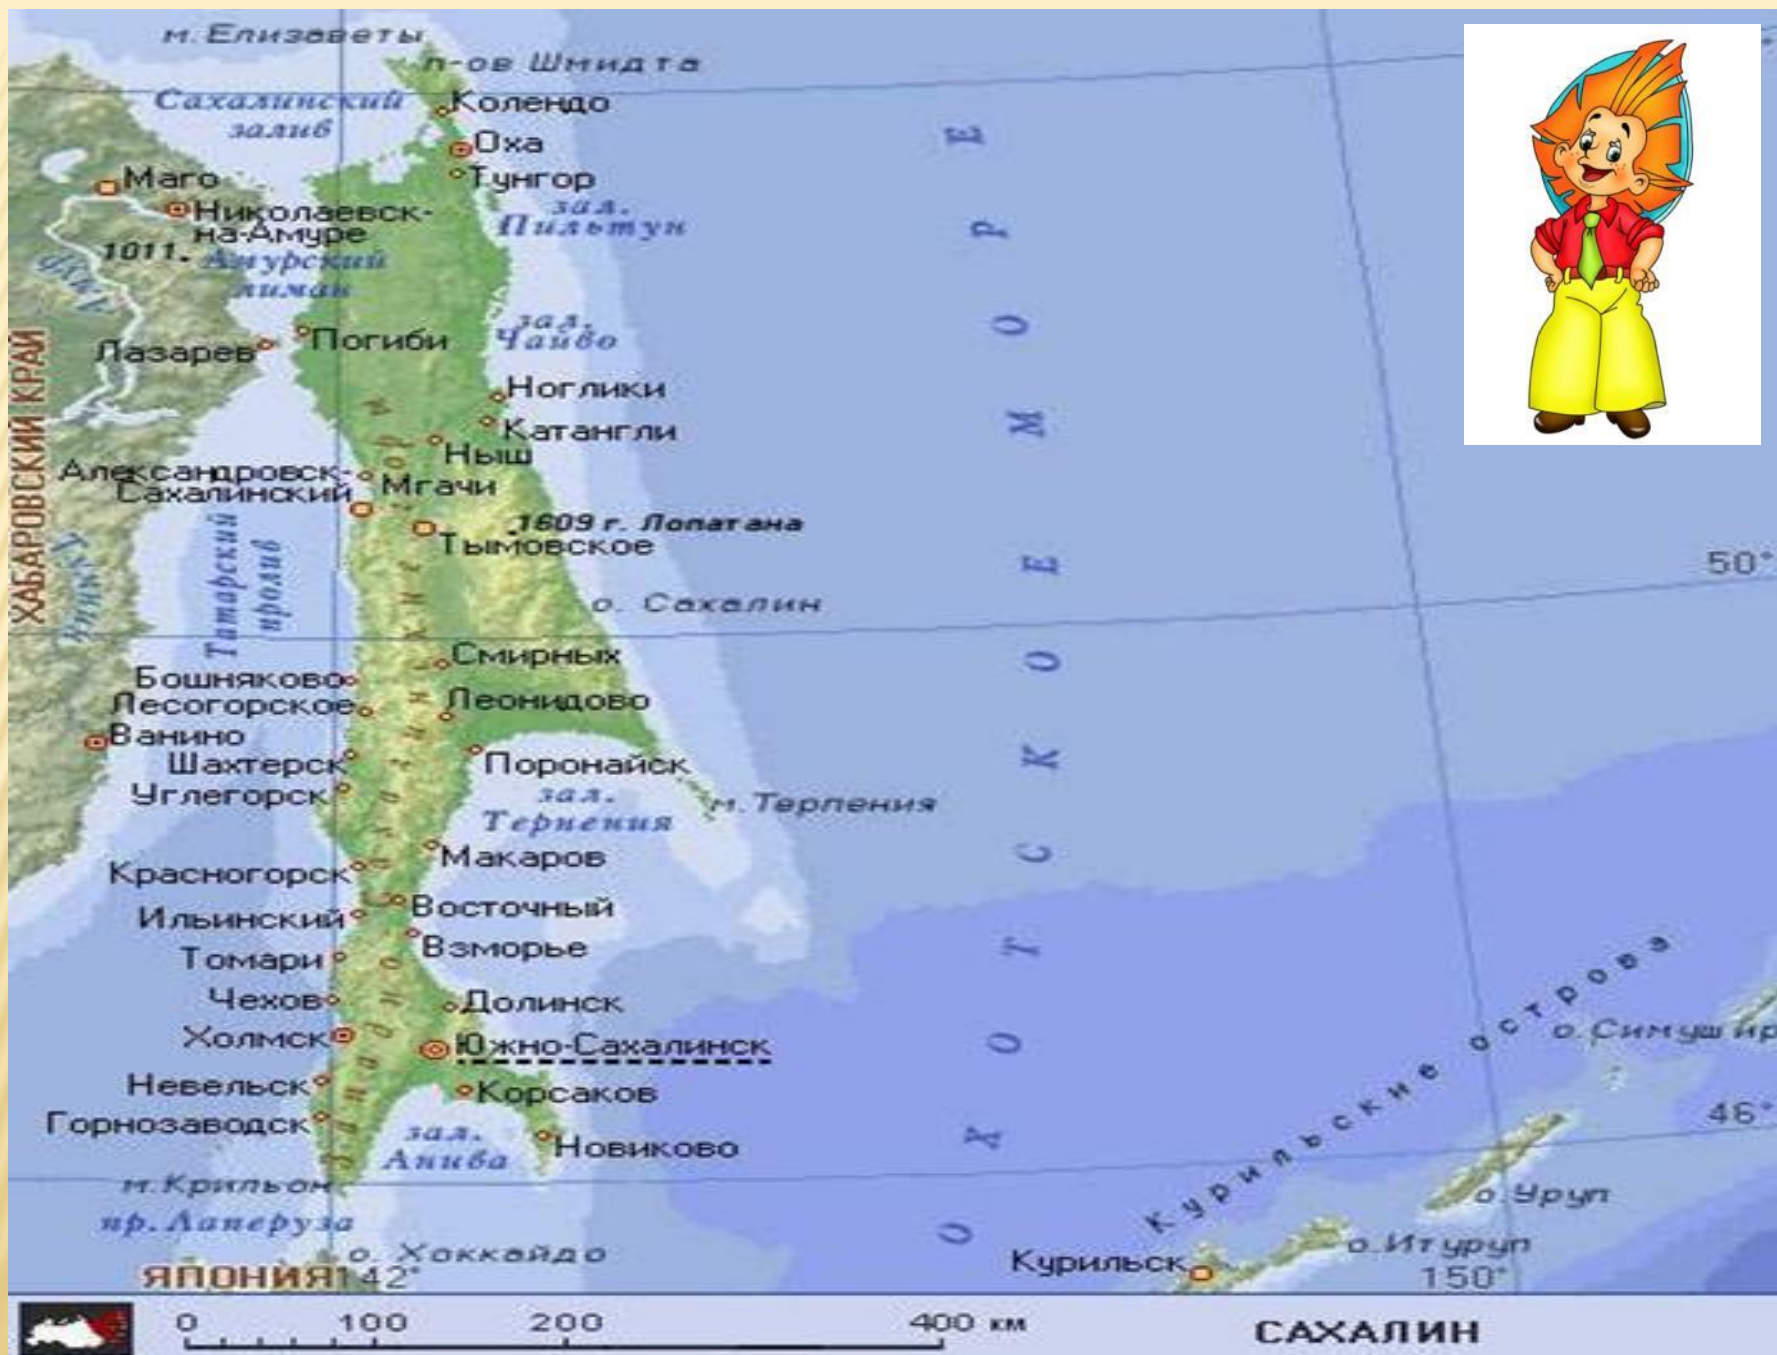 м. Елизаветы
п-ов Шмидта
Сахалинский
залив
Колендо
Оха
Тунгор
Маго
Николаевск-
на-Амуре
зал.
Пильтун
1011.
Амурский
лиман
Амур
зал.
Чайво
Погиби
Лазарев
Ноглики
Катангли
Ныш
Александровск-
Сахалинский
Мгачи
1609 г. Лопатана
Тымовское
ХАБАРОВСКИЙ КРАЙ
Татарский
пролив
о. Сахалин
50°
Смирных
Бошняково
Лесогорское
Леонидово
Ванино
Шахтерск
Поронайск
Углегорск
зал.
Терпения
м. Терпения
Макаров
Красногорск
Восточный
Ильинский
Взморье
Томари
Чехов
Долинск
Холмск
Южно-Сахалинск
Невельск
Корсаков
Горнозаводск
зал.
Анива
Новиково
м. Крильон
пр. Лаперуза
о. Хоккайдо
ЯПОНИЯ
142°
ОХОТСКОЕ МОРЕ
Курильские острова
о. Симушир
46°
о. Уруп
о. Итуруп
Курильск
150°
0 100 200 400 км
САХАЛИН